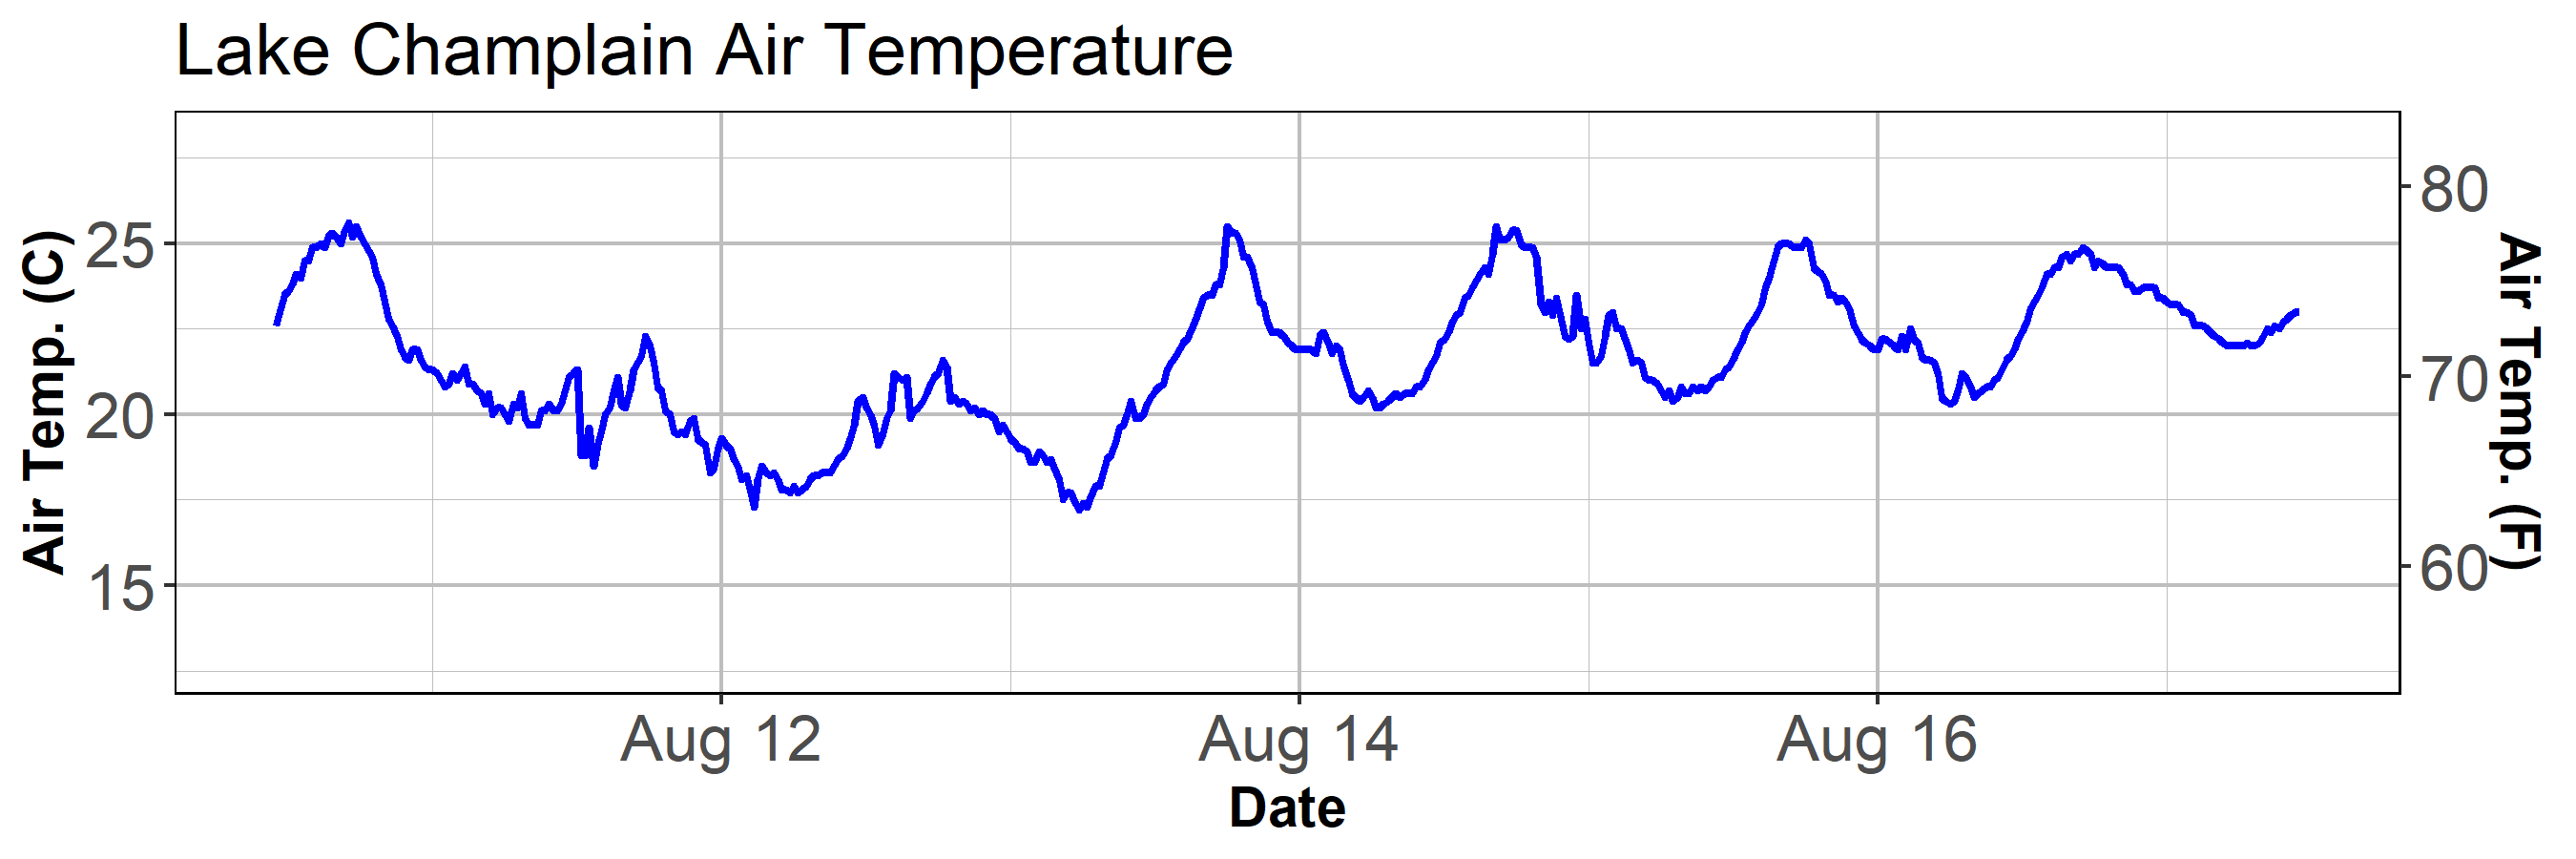 Lake Champlain Air Temperature
Air Temp. (C)
25
20
15
80
70
60
Air Temp. (F)
Aug 12
Aug 14
Aug 16
Date